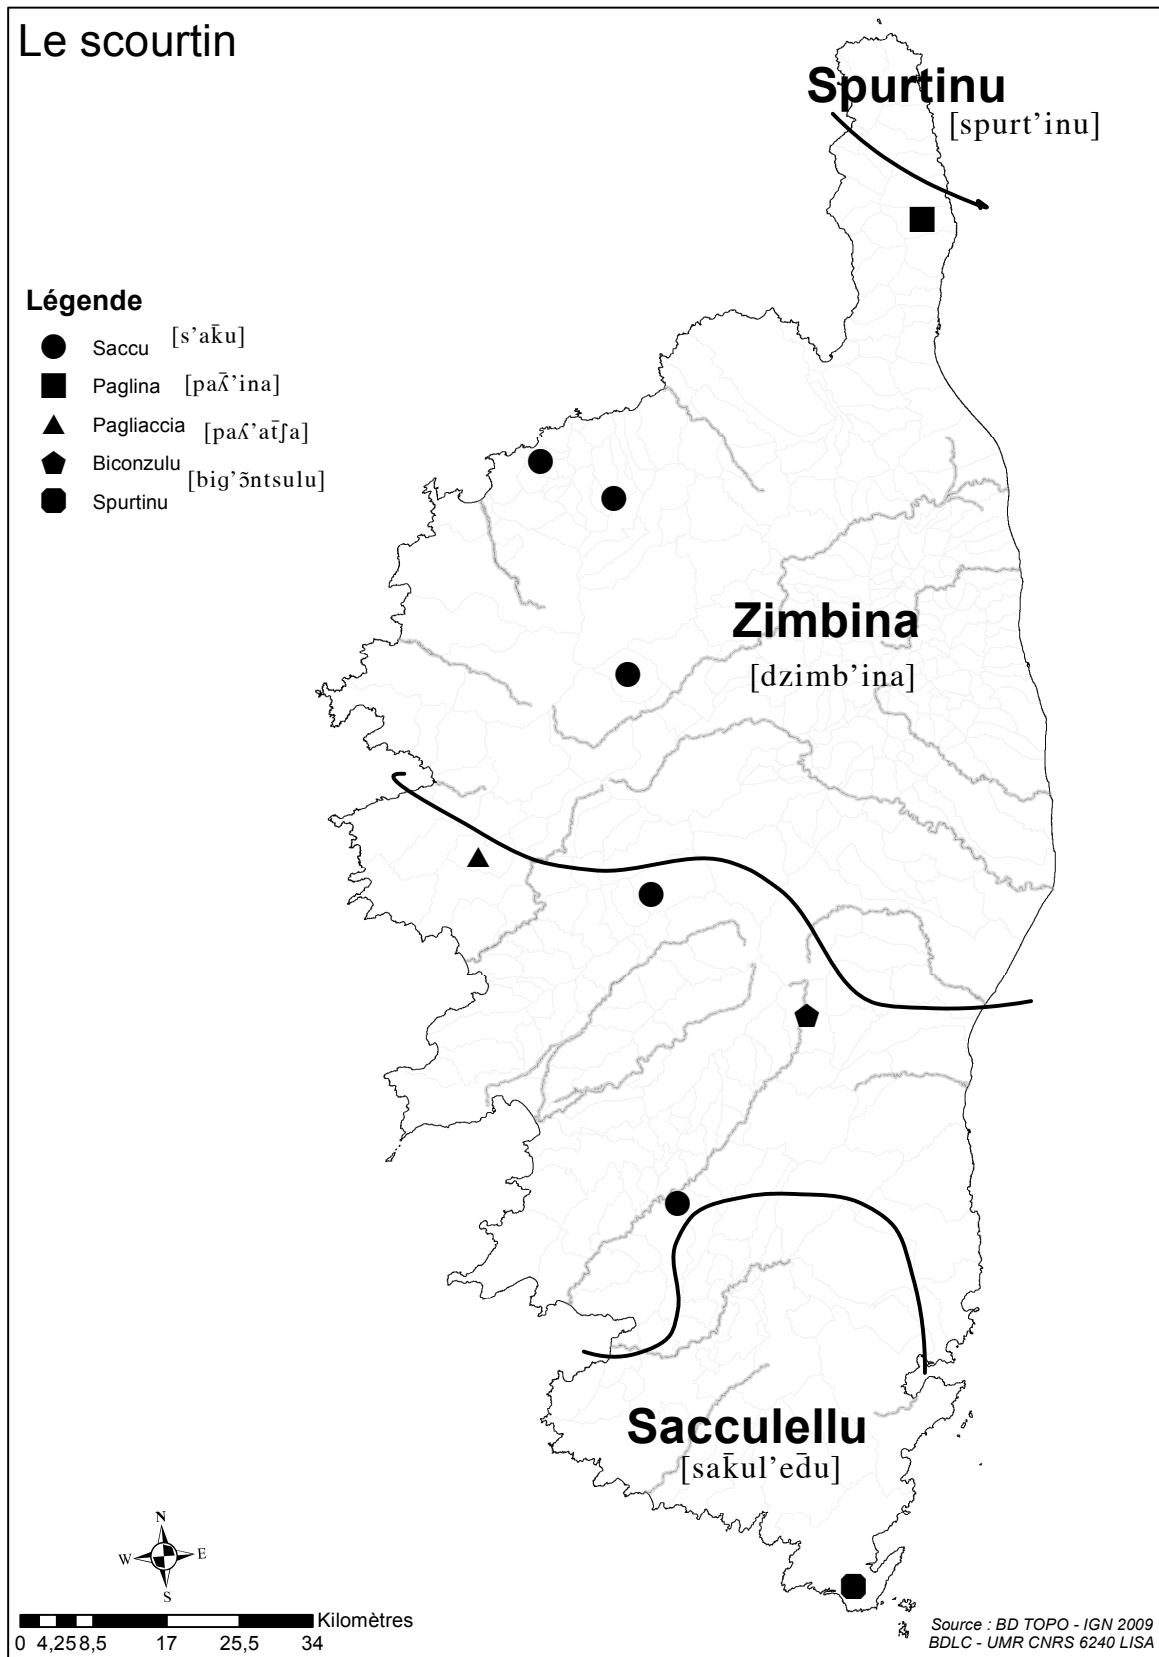 Le scourtin
Spurtinu
[spurt'inu]
Légende
Saccu [s'ak̄u]
Paglina [paʎ̄'ina]
Pagliaccia [paʎ'at̄ʃa]
Biconzulu [big'ɔ̃ntsulu]
Spurtinu
Zimbina
[dzimb'ina]
Sacculellu
[sak̄ul'ed̄u]
N
W E
S
Kilomètres
0 4,25 8,5 17 25,5 34
Source : BD TOPO - IGN 2009
BDLC - UMR CNRS 6240 LISA